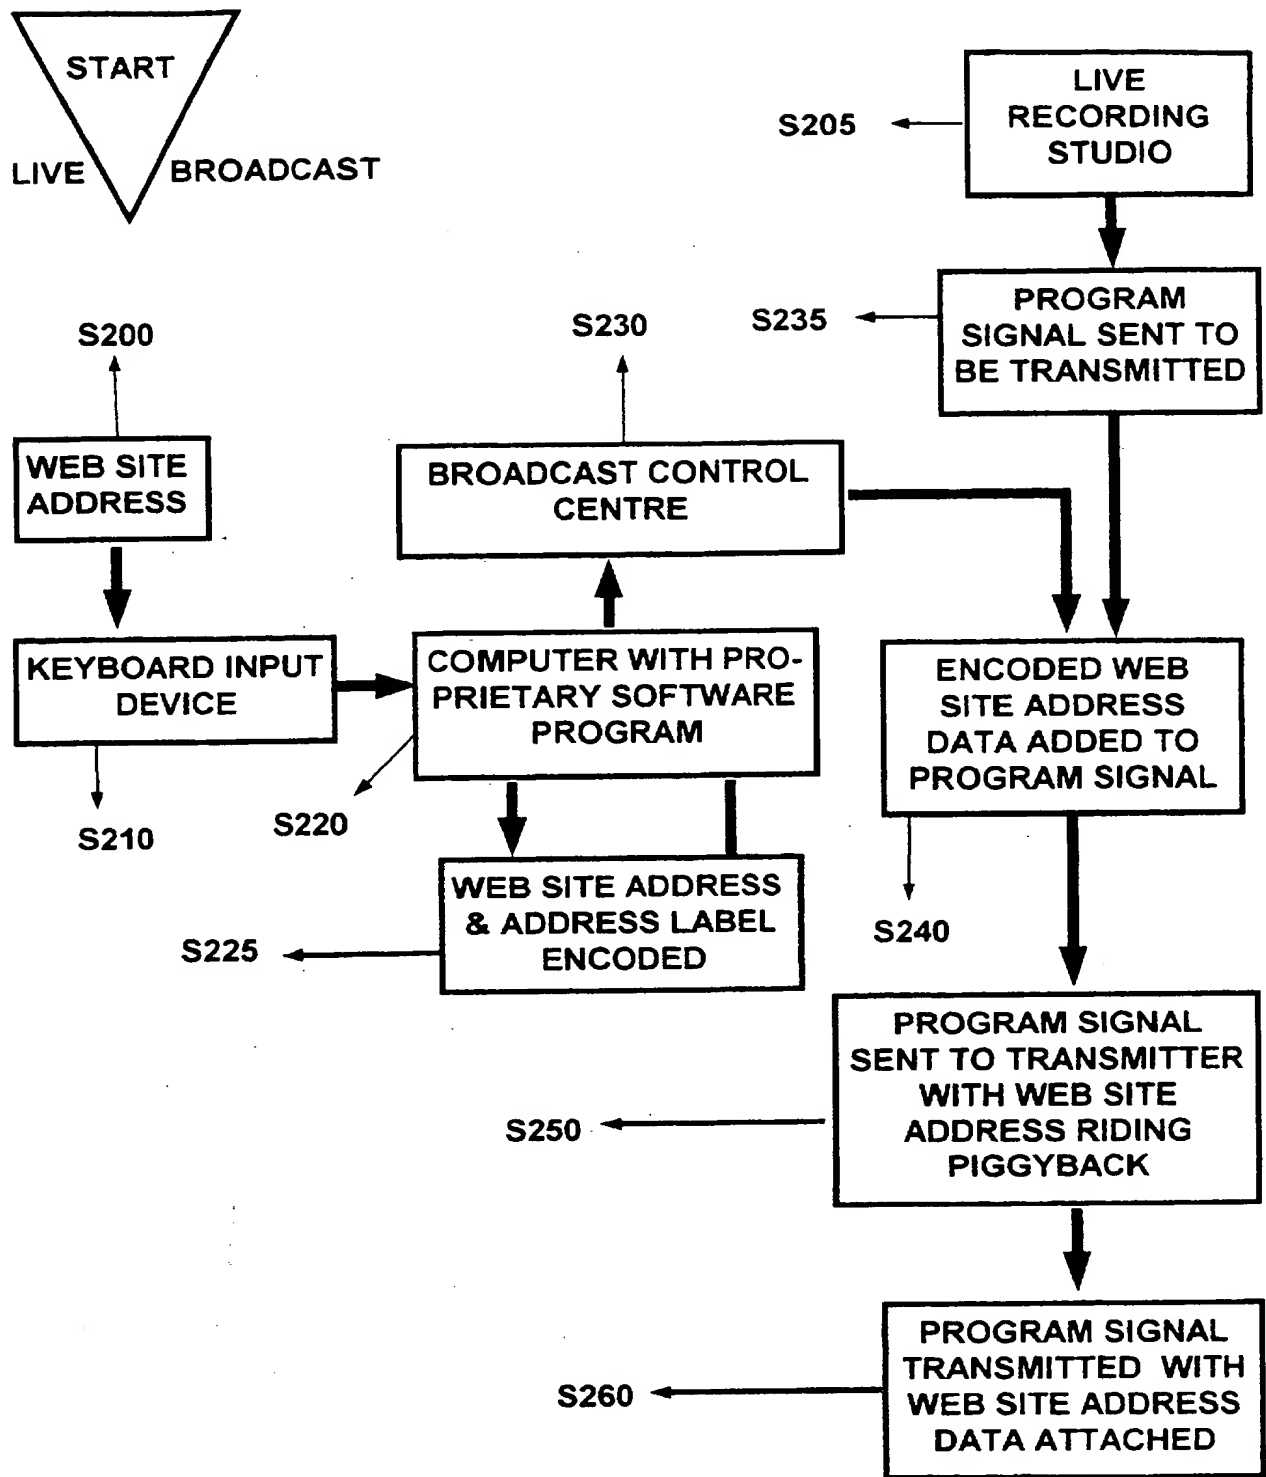 START
LIVE BROADCAST
LIVE
RECORDING
STUDIO
S205
PROGRAM
SIGNAL SENT TO
BE TRANSMITTED
S235
S200
S230
WEB SITE
ADDRESS
BROADCAST CONTROL
CENTRE
KEYBOARD INPUT
DEVICE
S210
COMPUTER WITH PRO-
PRIETARY SOFTWARE
PROGRAM
S220
ENCODED WEB
SITE ADDRESS
DATA ADDED TO
PROGRAM SIGNAL
S240
WEB SITE ADDRESS
& ADDRESS LABEL
ENCODED
S225
PROGRAM SIGNAL
SENT TO TRANSMITTER
WITH WEB SITE
ADDRESS RIDING
PIGGYBACK
S250
PROGRAM SIGNAL
TRANSMITTED WITH
WEB SITE ADDRESS
DATA ATTACHED
S260